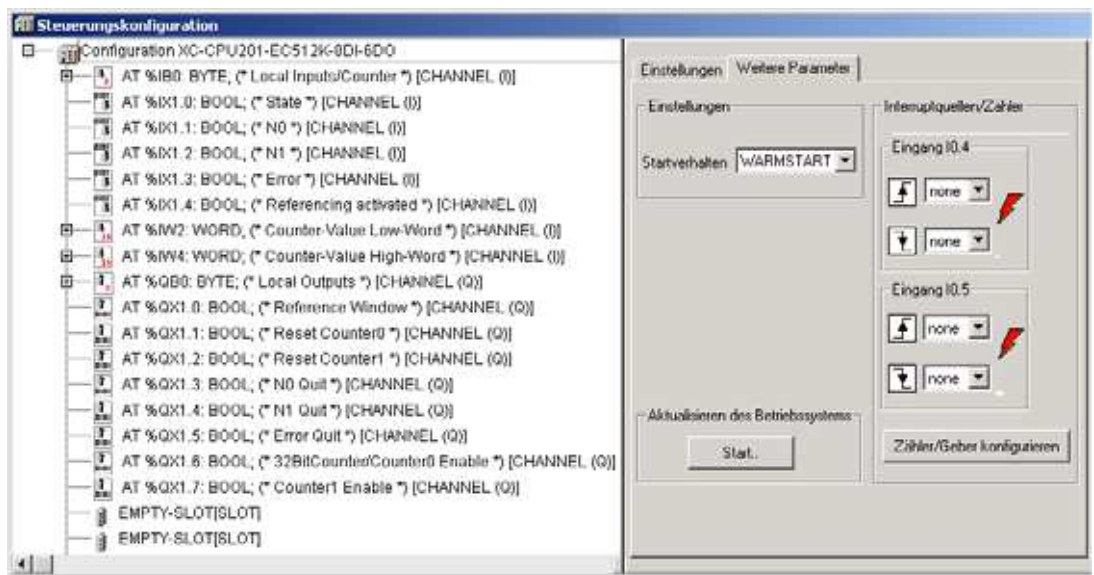 Steuerungskonfiguration
Configuration XC-CPU201-EC512K-8DI-6DO
AT %IB0: BYTE; (* Local Inputs/Counter *) [CHANNEL (I)]
AT %IX1.0: BOOL; (* State *) [CHANNEL (I)]
AT %IX1.1: BOOL; (* N0 *) [CHANNEL (I)]
AT %IX1.2: BOOL; (* N1 *) [CHANNEL (I)]
AT %IX1.3: BOOL; (* Error *) [CHANNEL (I)]
AT %IX1.4: BOOL; (* Referencing activated *) [CHANNEL (I)]
AT %IW2: WORD; (* Counter-Value Low-Word *) [CHANNEL (I)]
AT %IW4: WORD; (* Counter-Value High-Word *) [CHANNEL (I)]
AT %QB0: BYTE; (* Local Outputs *) [CHANNEL (Q)]
AT %QX1.0: BOOL; (* Reference Window *) [CHANNEL (Q)]
AT %QX1.1: BOOL; (* Reset Counter0 *) [CHANNEL (Q)]
AT %QX1.2: BOOL; (* Reset Counter1 *) [CHANNEL (Q)]
AT %QX1.3: BOOL; (* N0 Quit *) [CHANNEL (Q)]
AT %QX1.4: BOOL; (* N1 Quit *) [CHANNEL (Q)]
AT %QX1.5: BOOL; (* Error Quit *) [CHANNEL (Q)]
AT %QX1.6: BOOL; (* 32BitCounter/Counter0 Enable *) [CHANNEL (Q)]
AT %QX1.7: BOOL; (* Counter1 Enable *) [CHANNEL (Q)]
EMPTY-SLOT[SLOT]
EMPTY-SLOT[SLOT]
Einstellungen Weitere Parameter
Einstellungen
Startverhalten WARMSTART
Aktualisieren des Betriebssystems
Start..
Interruptquellen/Zähler
Eingang I0.4
none
none
Eingang I0.5
none
none
Zähler/Geber konfigurieren